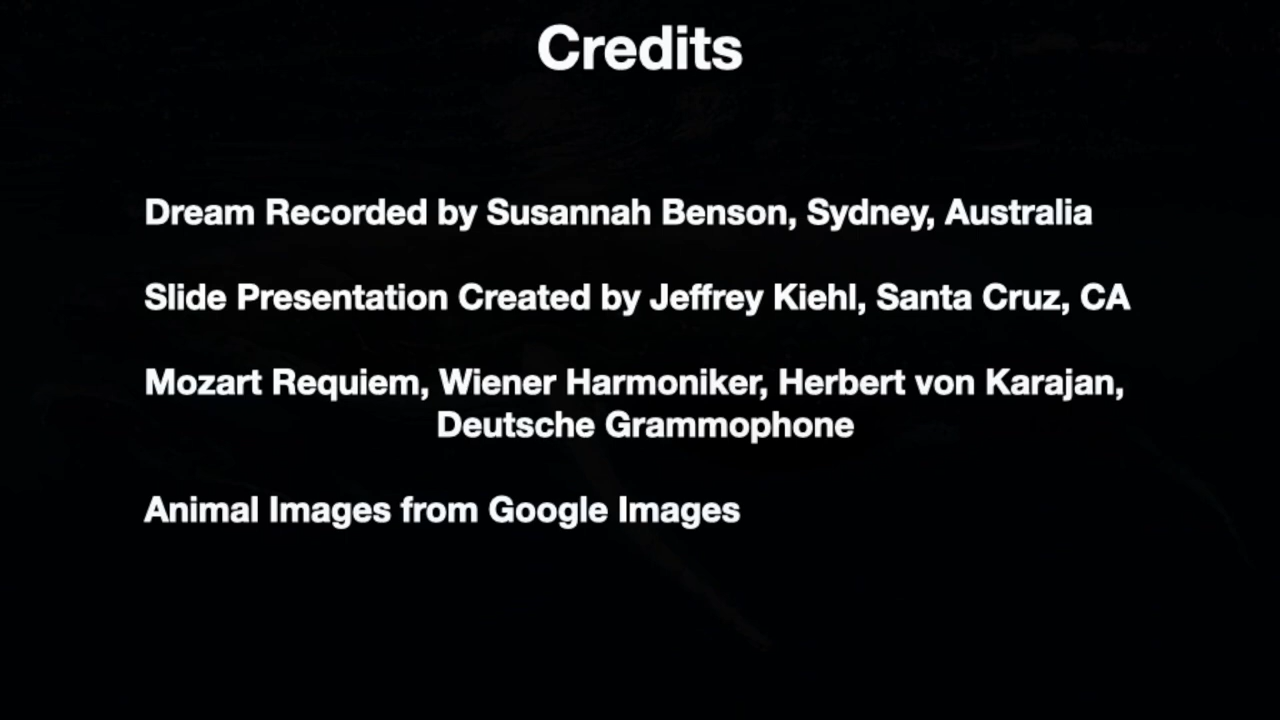 Credits
Dream Recorded by Susannah Benson, Sydney, Australia
Slide Presentation Created by Jeffrey Kiehl, Santa Cruz, CA
Mozart Requiem, Wiener Harmoniker, Herbert von Karajan,
Deutsche Grammophone
Animal Images from Google Images